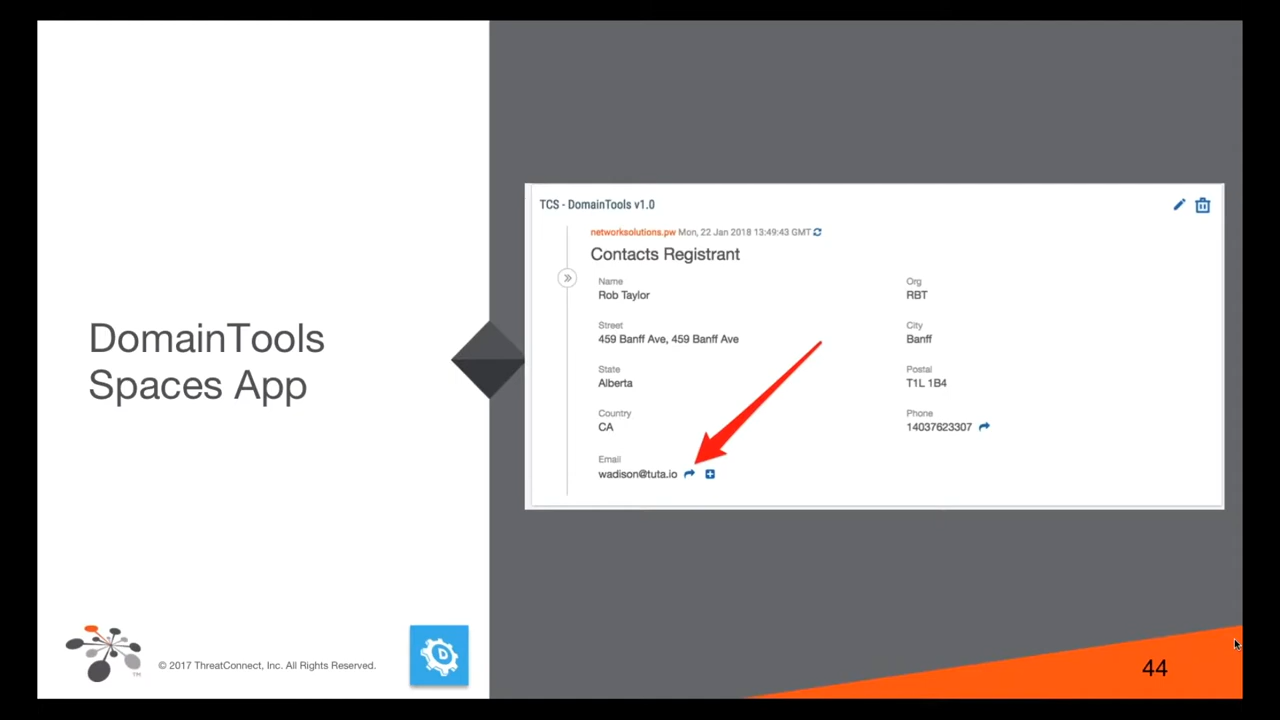 DomainTools
Spaces App
TCS - DomainTools v1.0
networksolutions.pw Mon, 22 Jan 2018 13:49:43 GMT
Contacts Registrant
Name
Rob Taylor
Org
RBT
Street
459 Banff Ave, 459 Banff Ave
City
Banff
State
Alberta
Postal
T1L 1B4
Country
CA
Phone
14037623307
Email
wadison@tuta.io
TM
© 2017 ThreatConnect, Inc. All Rights Reserved.
D
44